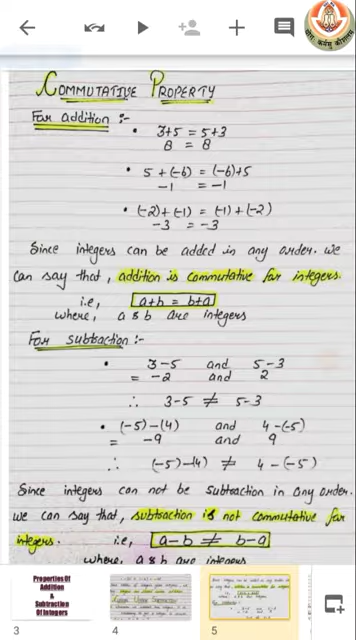 COMMUTATIVE PROPERTY
For addition :-
• 3+5 = 5+3
8 = 8
• 5 + (-6) = (-6)+5
-1 = -1
• (-2)+(-1) = (-1)+(-2)
-3 = -3
Since integers can be added in any order. We
can say that, addition is commutative for integers.
i.e, a+b = b+a
where, a & b are integers
For subtraction :-
• 3-5 and 5-3
= -2 and 2
∴ 3-5 ≠ 5-3
• (-5)-(4) and 4-(-5)
= -9 and 9
∴ (-5)-(4) ≠ 4-(-5)
Since integers can not be subtraction in any order.
We can say that, subtraction is not commutative for
integers. i.e, a-b ≠ b-a
where, a & b are integers
Properties Of
Addition
&
Subtraction
Of Integers
3
4
5